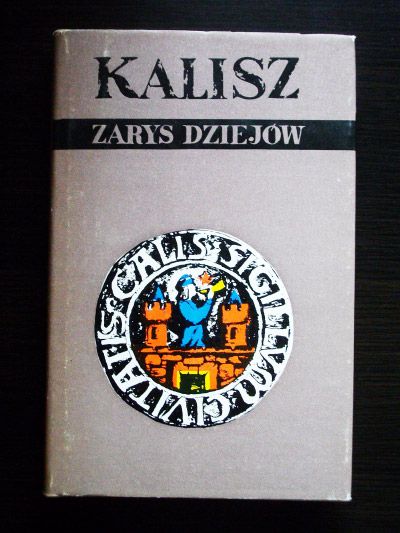 KALISZ
ZARYS DZIEJÓW
SIGILLVM CIVITATIS CALIS